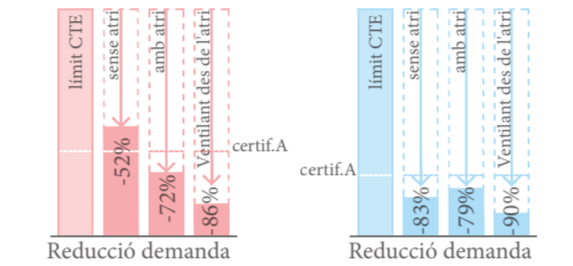 límit CTE
sense atri
amb atri
Ventilant des de l'atri
-52%
-72%
-86%
certif.A
Reducció demanda
límit CTE
sense atri
amb atri
Ventilant des de l'atri
-83%
-79%
-90%
certif.A
Reducció demanda